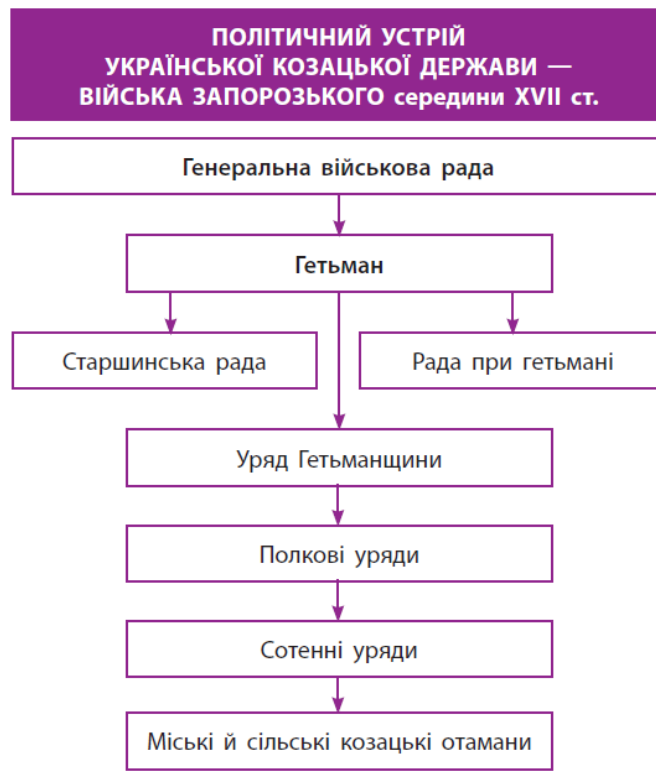 ПОЛІТИЧНИЙ УСТРІЙ
УКРАЇНСЬКОЇ КОЗАЦЬКОЇ ДЕРЖАВИ —
ВІЙСЬКА ЗАПОРОЗЬКОГО середини XVII ст.
Генеральна військова рада
Гетьман
Старшинська рада
Рада при гетьмані
Уряд Гетьманщини
Полкові уряди
Сотенні уряди
Міські й сільські козацькі отамани